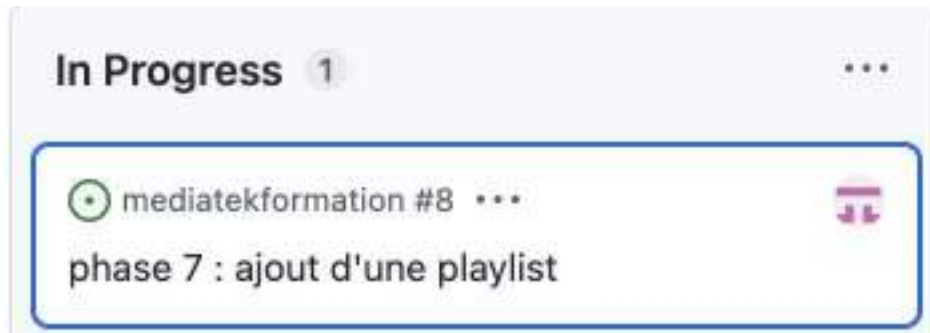 In Progress 1
mediatekformation #8
phase 7 : ajout d'une playlist